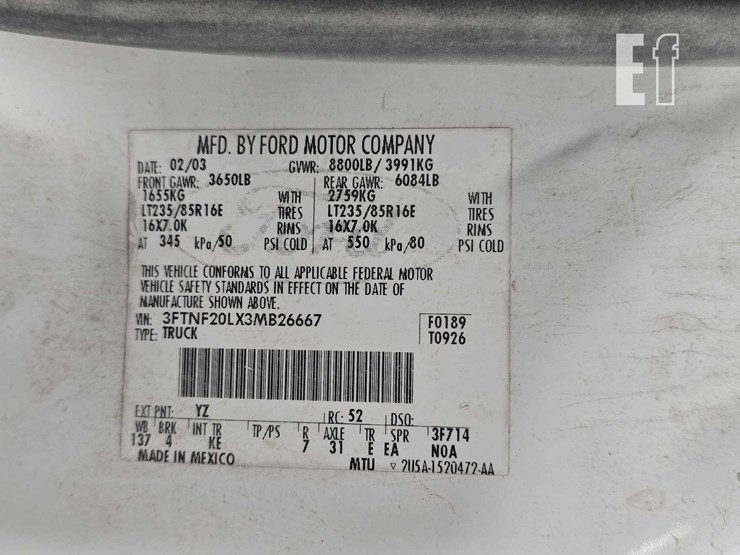 Ef
MFD. BY FORD MOTOR COMPANY
DATE: 02/03 GVWR: 8800LB/ 3991KG
FRONT GAWR: 3650LB REAR GAWR: 6084LB
1655KG WITH 2759KG WITH
LT235/85R16E TIRES LT235/85R16E TIRES
16X7.0K RIMS 16X7.0K RIMS
AT 345 kPa/50 PSI COLD AT 550 kPa/80 PSI COLD
THIS VEHICLE CONFORMS TO ALL APPLICABLE FEDERAL MOTOR
VEHICLE SAFETY STANDARDS IN EFFECT ON THE DATE OF
MANUFACTURE SHOWN ABOVE.
VIN: 3FTNF20LX3MB26667 F0189
TYPE: TRUCK T0926
EXT PNT: YZ RC: 52 DSO:
WB BRK INT TR TP/PS R AXLE TR SPR 3F714
137 4 KE 7 31 E EA NOA
MADE IN MEXICO MTU ▽ 2U5A-1520472-AA